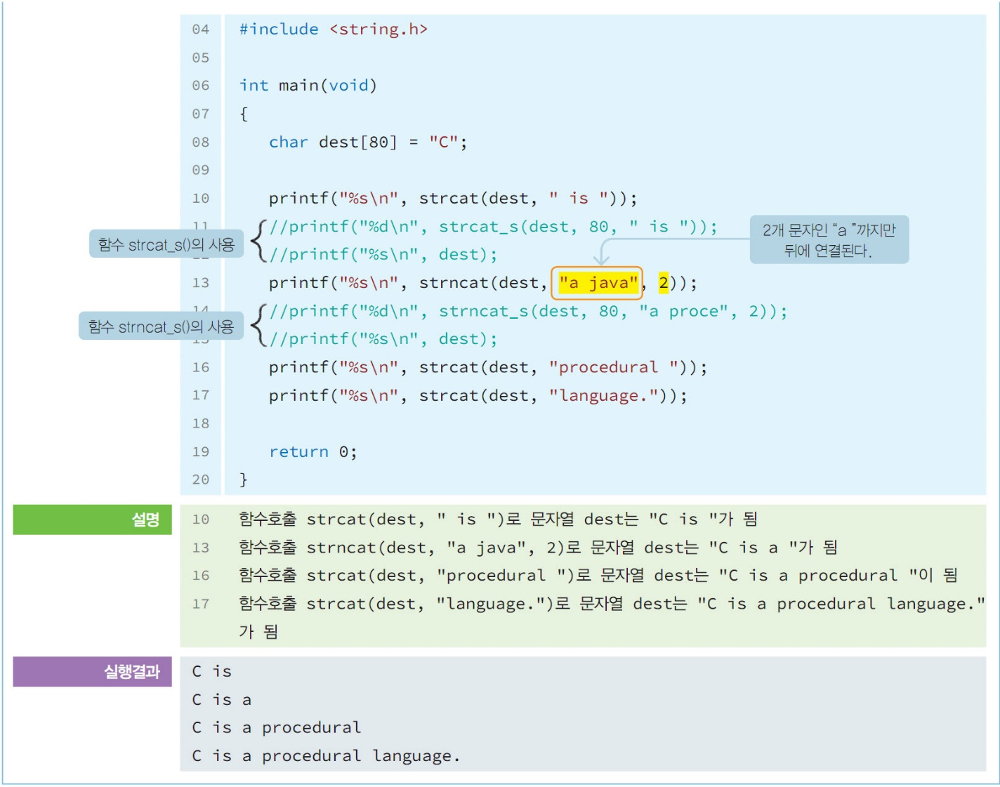 04 #include <string.h>
05
06 int main(void)
07 {
08 char dest[80] = "C";
09
10 printf("%s\n", strcat(dest, " is "));
11 //printf("%d\n", strcat_s(dest, 80, " is "));
함수 strcat_s()의 사용
2개 문자인 “a ”까지만
뒤에 연결된다.
12 //printf("%s\n", dest);
13 printf("%s\n", strncat(dest, "a java", 2));
14 //printf("%d\n", strncat_s(dest, 80, "a proce", 2));
함수 strncat_s()의 사용
15 //printf("%s\n", dest);
16 printf("%s\n", strcat(dest, "procedural "));
17 printf("%s\n", strcat(dest, "language."));
18
19 return 0;
20 }
설명
10 함수호출 strcat(dest, " is ")로 문자열 dest는 "C is "가 됨
13 함수호출 strncat(dest, "a java", 2)로 문자열 dest는 "C is a "가 됨
16 함수호출 strcat(dest, "procedural ")로 문자열 dest는 "C is a procedural "이 됨
17 함수호출 strcat(dest, "language.")로 문자열 dest는 "C is a procedural language."
가 됨
실행결과
C is
C is a
C is a procedural
C is a procedural language.